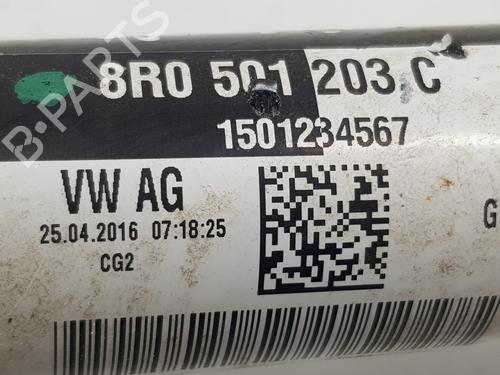 8R0 501 203 C
1501234567
VW AG
25.04.2016 07:18:25
CG2
G
B-PARTS